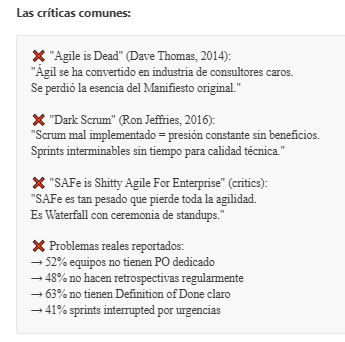 Las críticas comunes:
❌ "Agile is Dead" (Dave Thomas, 2014):
"Ágil se ha convertido en industria de consultores caros.
Se perdió la esencia del Manifiesto original."
❌ "Dark Scrum" (Ron Jeffries, 2016):
"Scrum mal implementado = presión constante sin beneficios.
Sprints interminables sin tiempo para calidad técnica."
❌ "SAFe is Shitty Agile For Enterprise" (critics):
"SAFe es tan pesado que pierde toda la agilidad.
Es Waterfall con ceremonia de standups."
❌ Problemas reales reportados:
→ 52% equipos no tienen PO dedicado
→ 48% no hacen retrospectivas regularmente
→ 63% no tienen Definition of Done claro
→ 41% sprints interrupted por urgencias